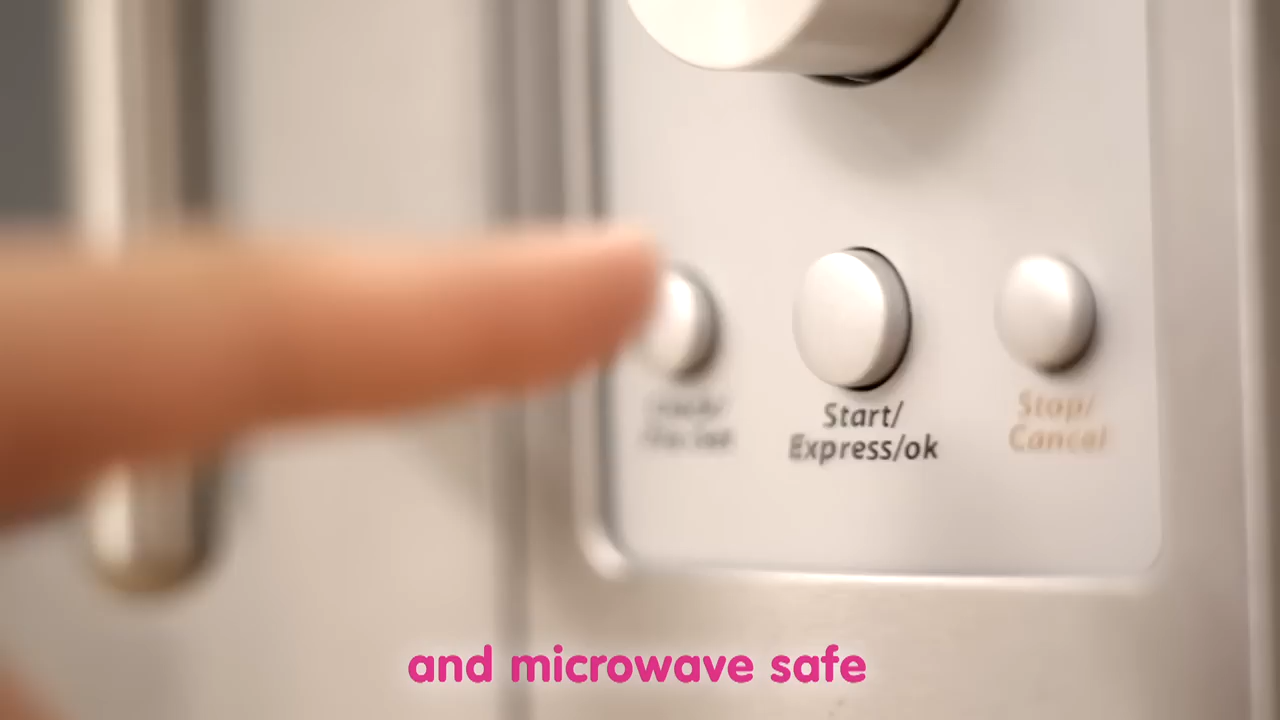 Start/
Express/ok
Stop/
Cancel
and microwave safe